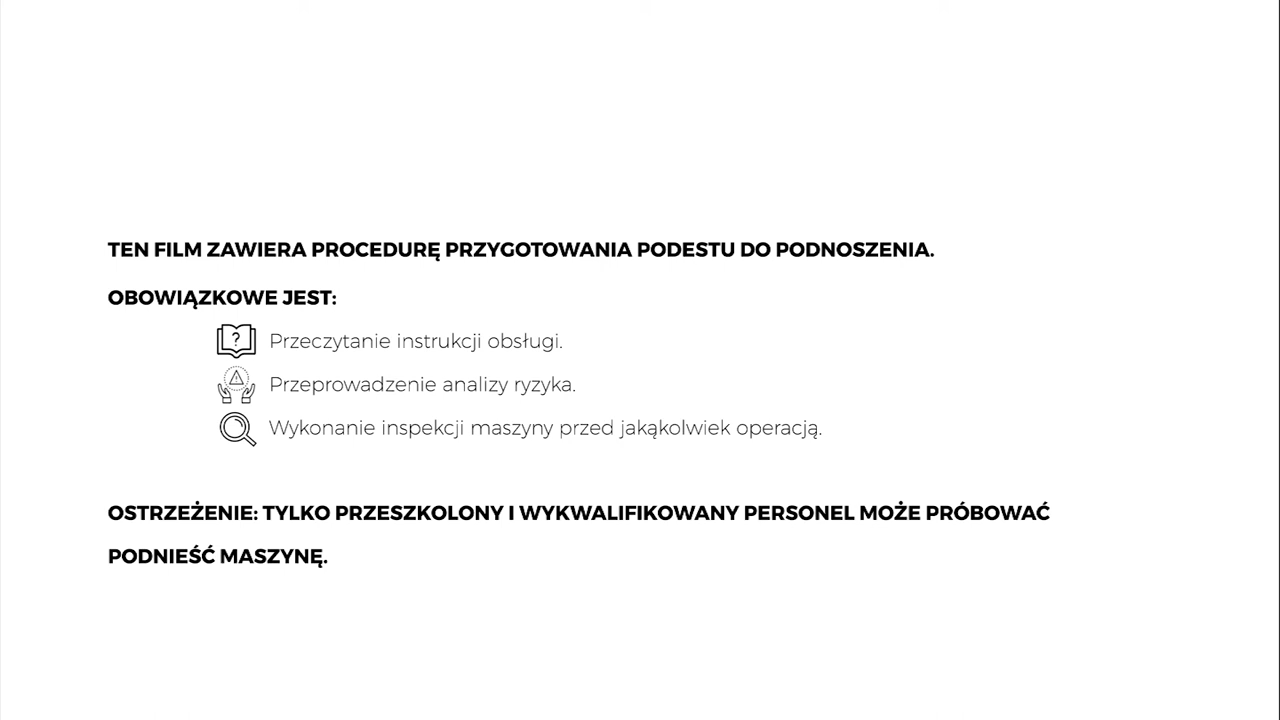 TEN FILM ZAWIERA PROCEDURĘ PRZYGOTOWANIA PODESTU DO PODNOSZENIA.
OBOWIĄZKOWE JEST:
Przeczytanie instrukcji obsługi.
Przeprowadzenie analizy ryzyka.
Wykonanie inspekcji maszyny przed jakąkolwiek operacją.
OSTRZEŻENIE: TYLKO PRZESZKOLONY I WYKWALIFIKOWANY PERSONEL MOŻE PRÓBOWAĆ
PODNIEŚĆ MASZYNĘ.